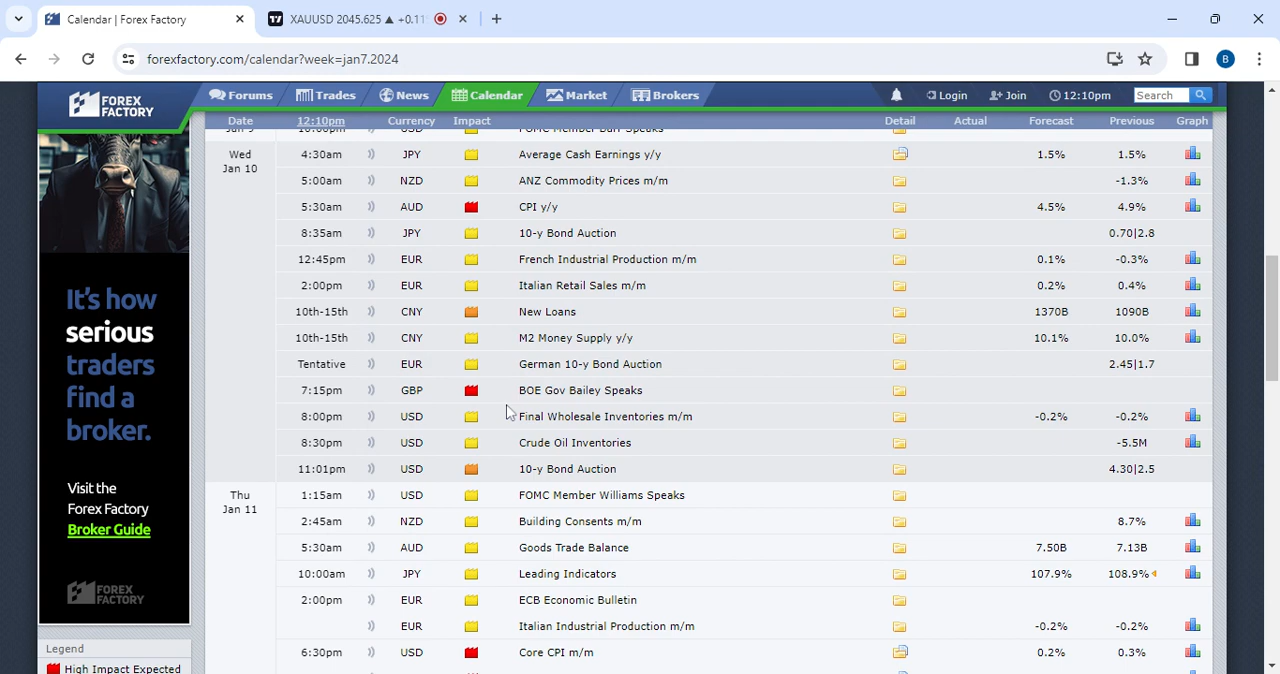 Calendar | Forex Factory
XAUUSD 2045.625 ▲ +0.11
forexfactory.com/calendar?week=jan7.2024
B
FOREX FACTORY
Forums Trades News Calendar Market Brokers Login Join 12:10pm Search
Date 12:10pm Currency Impact Detail Actual Forecast Previous Graph
Jan 9 10:00pm USD FOMC Member Barr Speaks
Wed Jan 10 4:30am JPY Average Cash Earnings y/y 1.5% 1.5%
5:00am NZD ANZ Commodity Prices m/m -1.3%
5:30am AUD CPI y/y 4.5% 4.9%
8:35am JPY 10-y Bond Auction 0.70|2.8
12:45pm EUR French Industrial Production m/m 0.1% -0.3%
2:00pm EUR Italian Retail Sales m/m 0.2% 0.4%
10th-15th CNY New Loans 1370B 1090B
10th-15th CNY M2 Money Supply y/y 10.1% 10.0%
Tentative EUR German 10-y Bond Auction 2.45|1.7
7:15pm GBP BOE Gov Bailey Speaks
8:00pm USD Final Wholesale Inventories m/m -0.2% -0.2%
8:30pm USD Crude Oil Inventories -5.5M
11:01pm USD 10-y Bond Auction 4.30|2.5
Thu Jan 11 1:15am USD FOMC Member Williams Speaks
2:45am NZD Building Consents m/m 8.7%
5:30am AUD Goods Trade Balance 7.50B 7.13B
10:00am JPY Leading Indicators 107.9% 108.9%
2:00pm EUR ECB Economic Bulletin
EUR Italian Industrial Production m/m -0.2% -0.2%
6:30pm USD Core CPI m/m 0.2% 0.3%
It's how
serious
traders
find a
broker.
Visit the
Forex Factory
Broker Guide
FOREX FACTORY
Legend
High Impact Expected